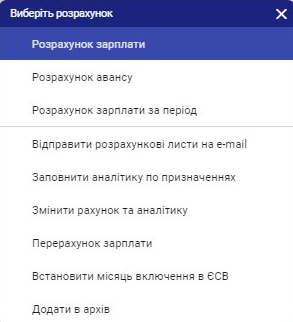 Виберіть розрахунок
Розрахунок зарплати
Розрахунок авансу
Розрахунок зарплати за період
Відправити розрахункові листи на e-mail
Заповнити аналітику по призначеннях
Змінити рахунок та аналітику
Перерахунок зарплати
Встановити місяць включення в ЄСВ
Додати в архів